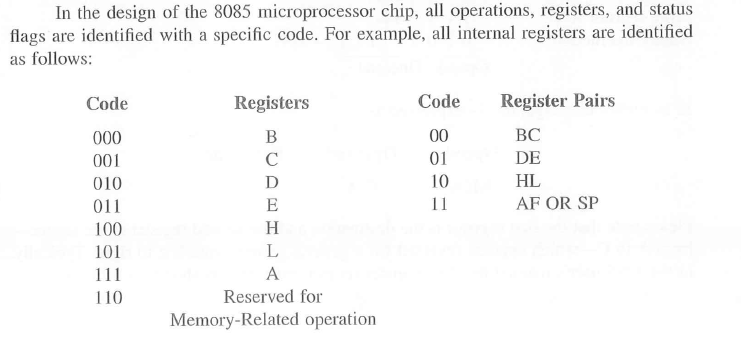 In the design of the 8085 microprocessor chip, all operations, registers, and status
flags are identified with a specific code. For example, all internal registers are identified
as follows:
Code Registers Code Register Pairs
000 B 00 BC
001 C 01 DE
010 D 10 HL
011 E 11 AF OR SP
100 H
101 L
111 A
110 Reserved for
Memory-Related operation